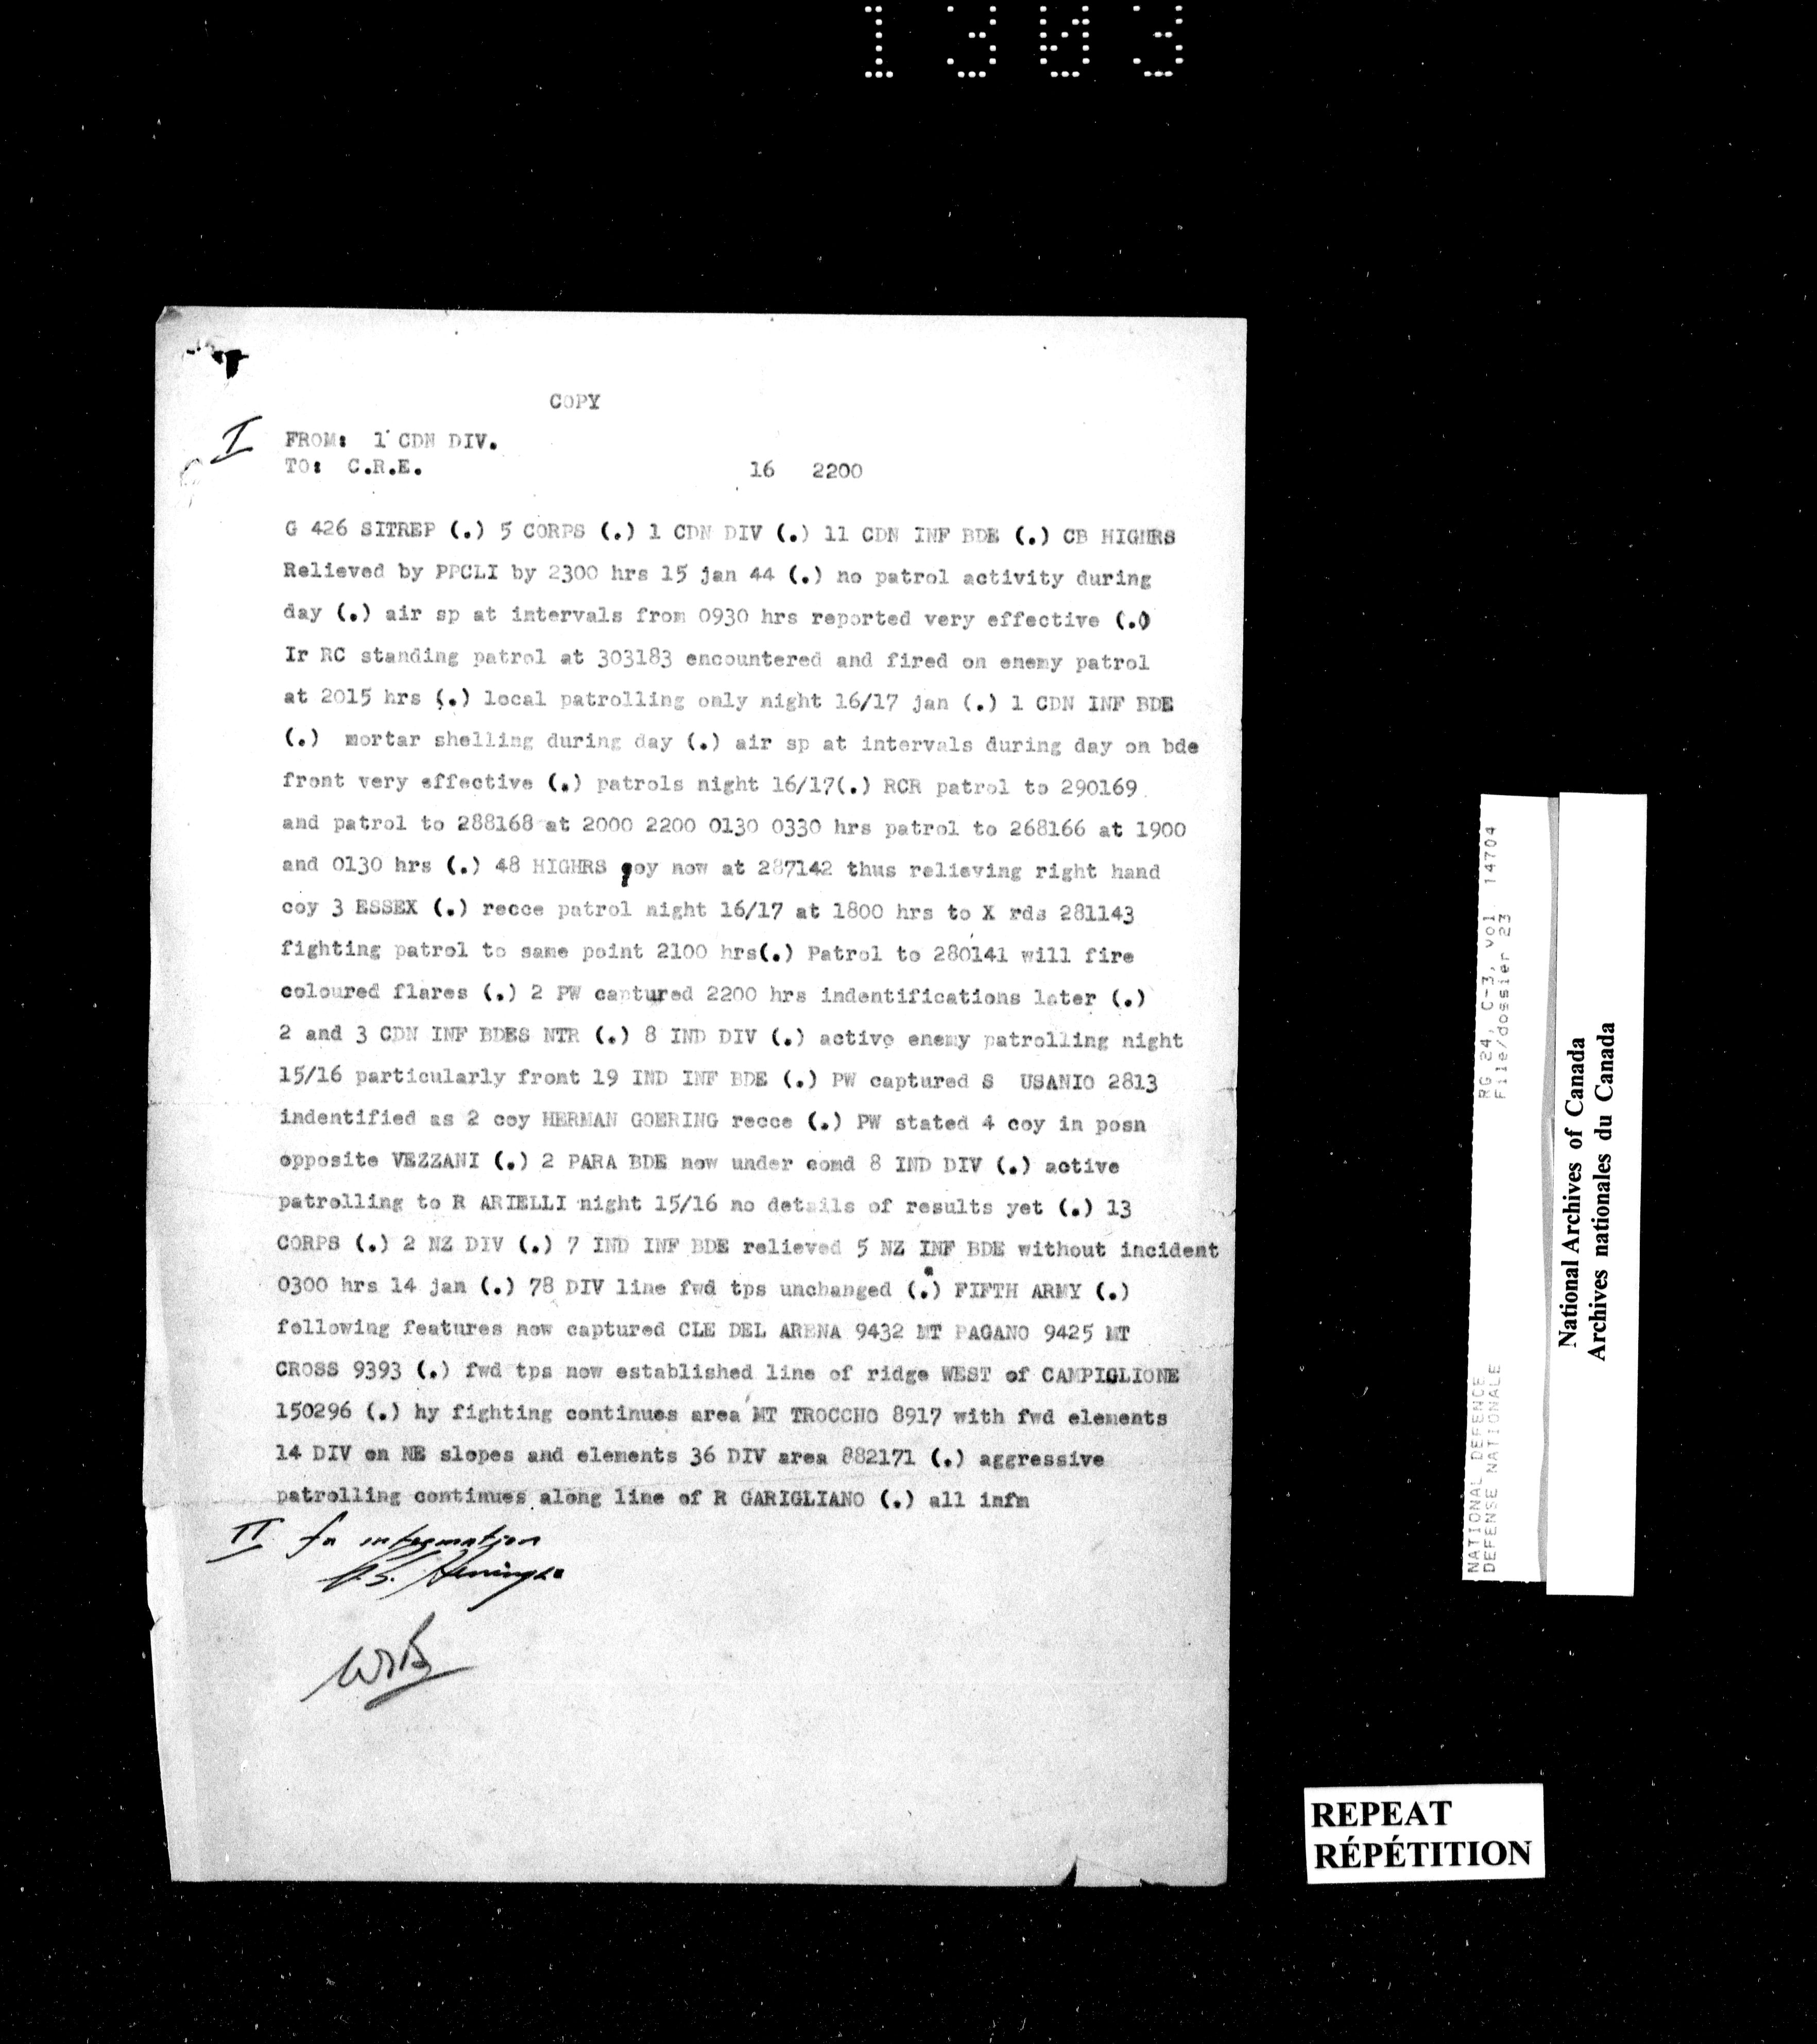 1303
COPY
I
FROM: 1 CDN DIV.
TO: C.R.E. 16 2200
G 426 SITREP (.) 5 CORPS (.) 1 CDN DIV (.) 11 CDN INF BDE (.) CB HIGHRS
Relieved by PPCLI by 2300 hrs 15 jan 44 (.) no patrol activity during
day (.) air sp at intervals from 0930 hrs reported very effective (.)
Ir RC standing patrol at 303183 encountered and fired on enemy patrol
at 2015 hrs (.) local patrolling only night 16/17 jan (.) 1 CDN INF BDE
(.) mortar shelling during day (.) air sp at intervals during day on bde
front very effective (.) patrols night 16/17(.) RCR patrol to 290169
and patrol to 288168 at 2000 2200 0130 0330 hrs patrol to 268166 at 1900
and 0130 hrs (.) 48 HIGHRS coy now at 287142 thus relieving right hand
coy 3 ESSEX (.) recce patrol night 16/17 at 1800 hrs to X rds 281143
fighting patrol to same point 2100 hrs(.) Patrol to 280141 will fire
coloured flares (.) 2 PW captured 2200 hrs indentifications later (.)
2 and 3 CDN INF BDES NTR (.) 8 IND DIV (.) active enemy patrolling night
15/16 particularly front 19 IND INF BDE (.) PW captured S USANIO 2813
indentified as 2 coy HERMAN GOERING recce (.) PW stated 4 coy in posn
opposite VEZZANI (.) 2 PARA BDE now under comd 8 IND DIV (.) active
patrolling to R ARIELLI night 15/16 no details of results yet (.) 13
CORPS (.) 2 NZ DIV (.) 7 IND INF BDE relieved 5 NZ INF BDE without incident
0300 hrs 14 jan (.) 78 DIV line fwd tps unchanged (.) FIFTH ARMY (.)
following features now captured CLE DEL ARENA 9432 MT PAGANO 9425 MT
CROSS 9393 (.) fwd tps now established line of ridge WEST of CAMPIGLIONE
150296 (.) hy fighting continues area MT TROCCHO 8917 with fwd elements
14 DIV on NE slopes and elements 36 DIV area 882171 (.) aggressive
patrolling continues along line of R GARIGLIANO (.) all infm
II for information
RG 24, C-3, vol 14704
File/dossier 23
NATIONAL DEFENCE
DEFENSE NATIONALE
National Archives of Canada
Archives nationales du Canada
REPEAT
RÉPÉTITION